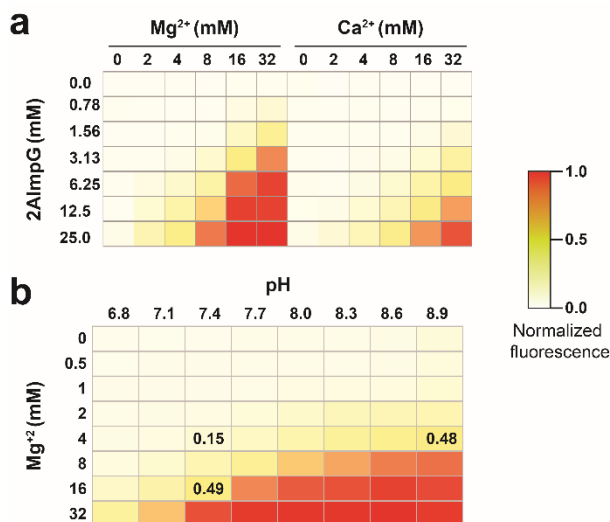 a
Mg²⁺ (mM) Ca²⁺ (mM)
0 2 4 8 16 32 0 2 4 8 16 32
2AImpG (mM)
0.0
0.78
1.56
3.13
6.25
12.5
25.0
1.0
0.5
0.0
Normalized
fluorescence
b
pH
6.8 7.1 7.4 7.7 8.0 8.3 8.6 8.9
Mg⁺² (mM)
0
0.5
1
2
4 0.15 0.48
8
16 0.49
32